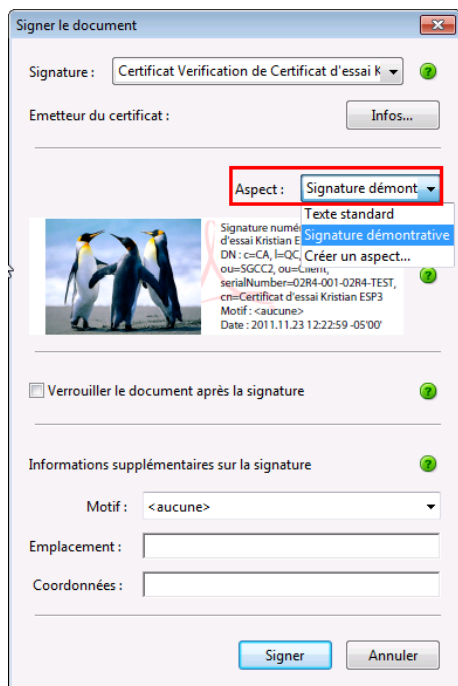 Signer le document
Signature : Certificat Verification de Certificat d'essai K
Emetteur du certificat : Infos...
Aspect : Signature démont
Texte standard
Signature démontrative
Créer un aspect...
Signature numé
d'essai Kristian E
DN : c=CA, l=QC,
ou=SGCC2, ou=Client,
serialNumber=02R4-001-02R4-TEST,
cn=Certificat d'essai Kristian ESP3
Motif : <aucune>
Date : 2011.11.23 12:22:59 -05'00'
Verrouiller le document après la signature
Informations supplémentaires sur la signature
Motif : <aucune>
Emplacement :
Coordonnées :
Signer Annuler